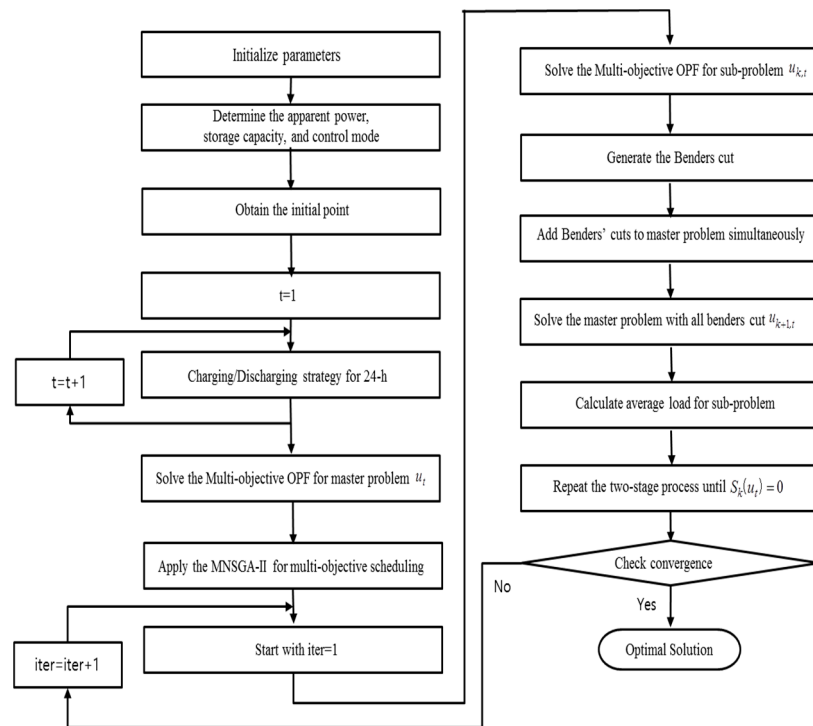 Initialize parameters
Determine the apparent power,
storage capacity, and control mode
Obtain the initial point
t=1
t=t+1
Charging/Discharging strategy for 24-h
Solve the Multi-objective OPF for master problem u_t
Apply the MNSGA-II for multi-objective scheduling
iter=iter+1
Start with iter=1
Solve the Multi-objective OPF for sub-problem u_{k,t}
Generate the Benders cut
Add Benders' cuts to master problem simultaneously
Solve the master problem with all benders cut u_{k+1,t}
Calculate average load for sub-problem
Repeat the two-stage process until S_k(u_t) = 0
Check convergence
No
Yes
Optimal Solution